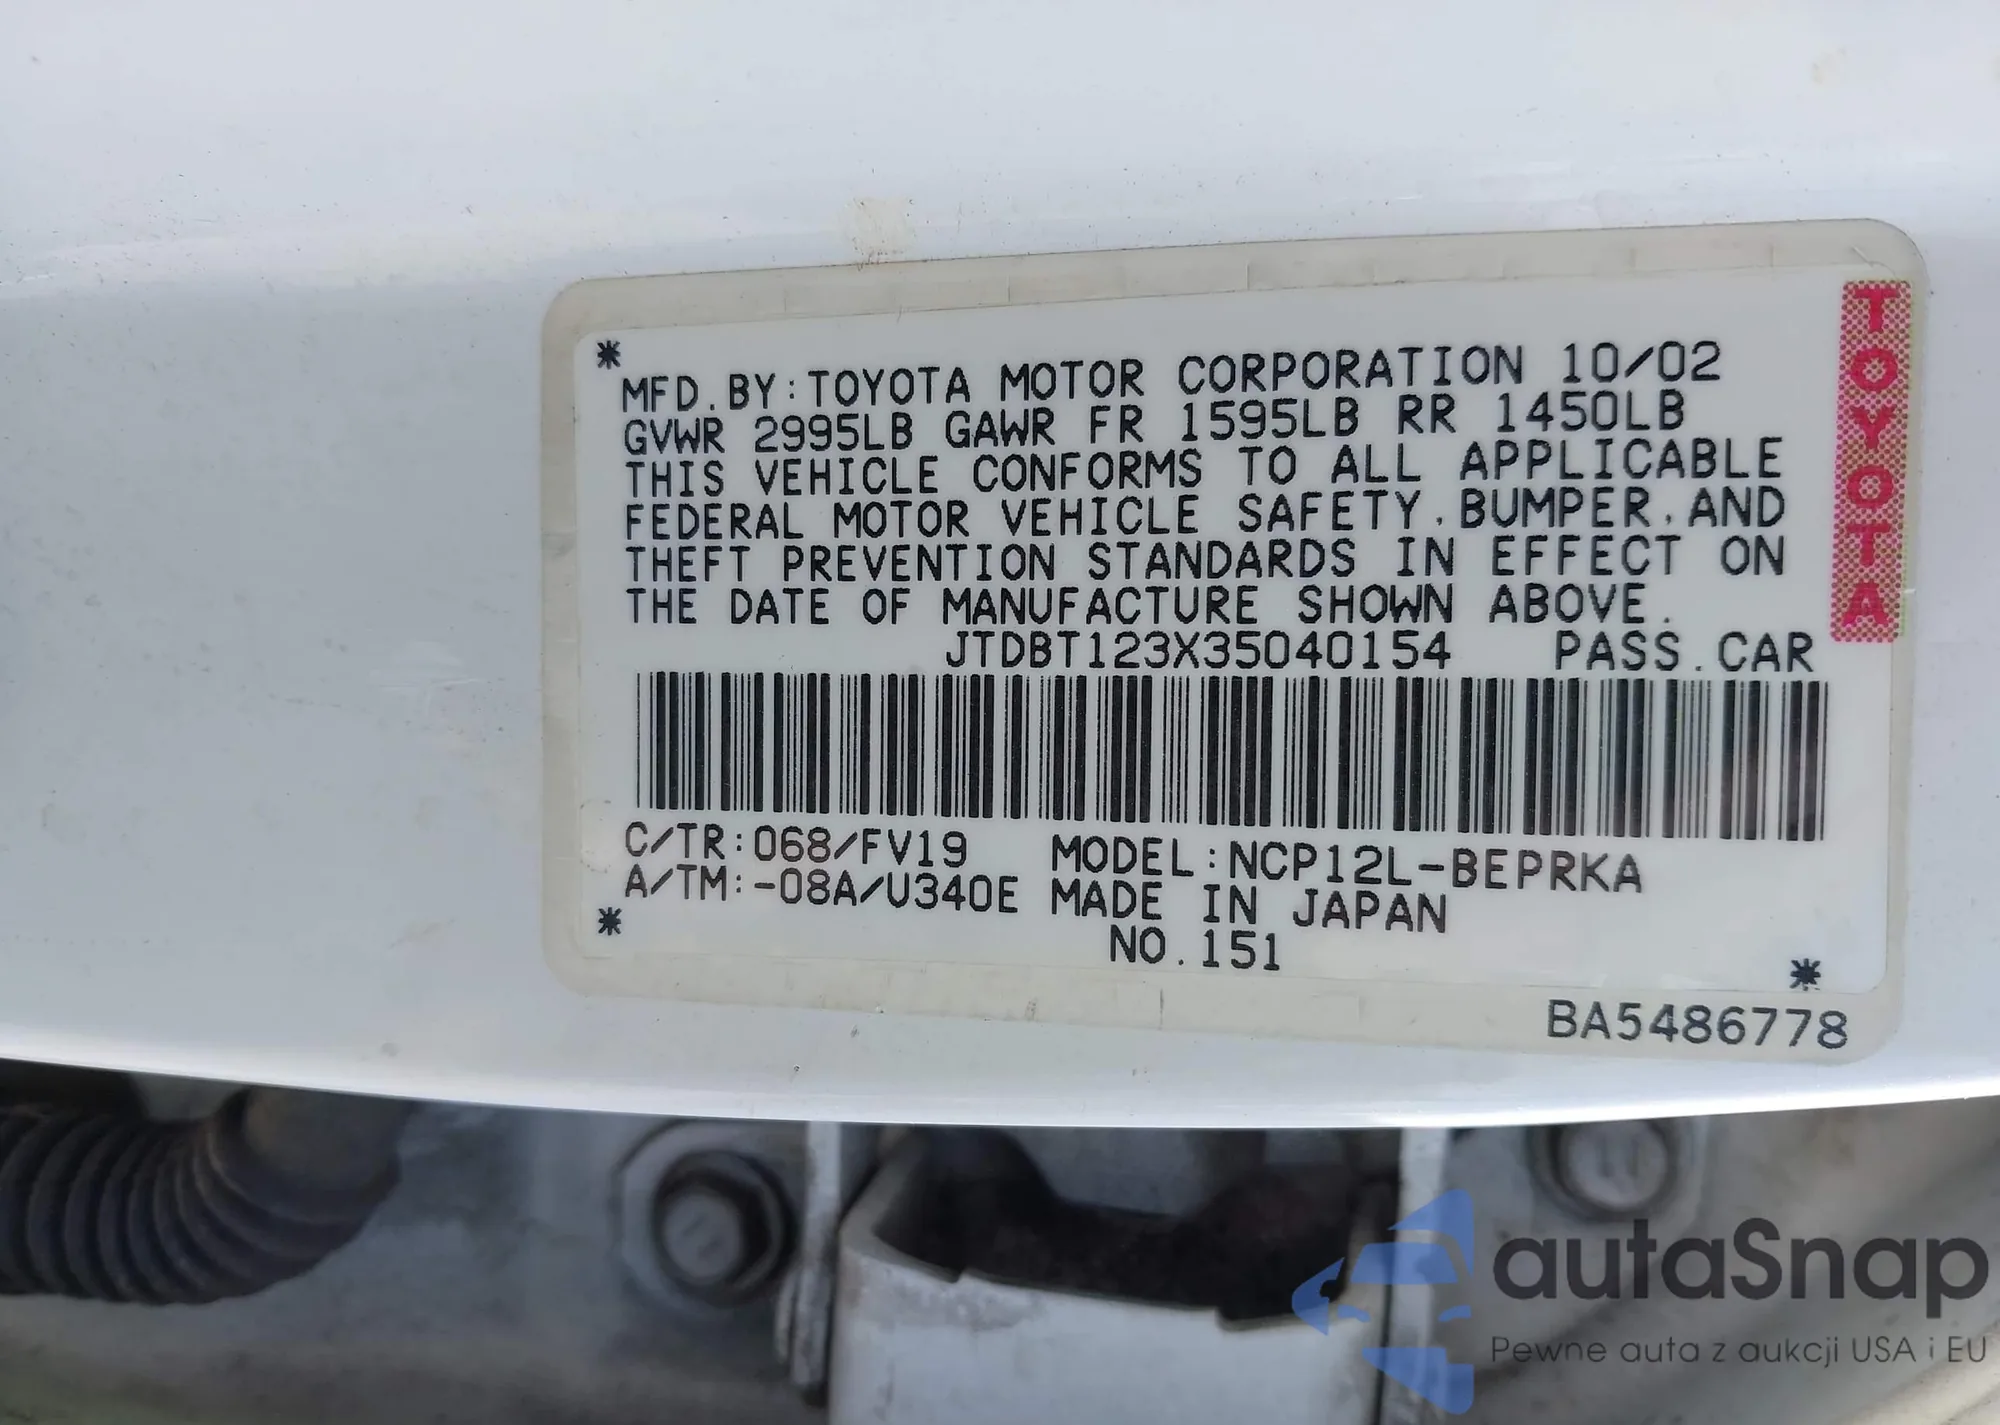 *
MFD.BY:TOYOTA MOTOR CORPORATION 10/02
GVWR 2995LB GAWR FR 1595LB RR 1450LB
THIS VEHICLE CONFORMS TO ALL APPLICABLE
FEDERAL MOTOR VEHICLE SAFETY,BUMPER,AND
THEFT PREVENTION STANDARDS IN EFFECT ON
THE DATE OF MANUFACTURE SHOWN ABOVE.
JTDBT123X35040154 PASS.CAR
C/TR:068/FV19 MODEL:NCP12L-BEPRKA
A/TM:-08A/U340E MADE IN JAPAN
* NO.151 *
BA5486778
TOYOTA
autaSnap
Pewne auta z aukcji USA i EU